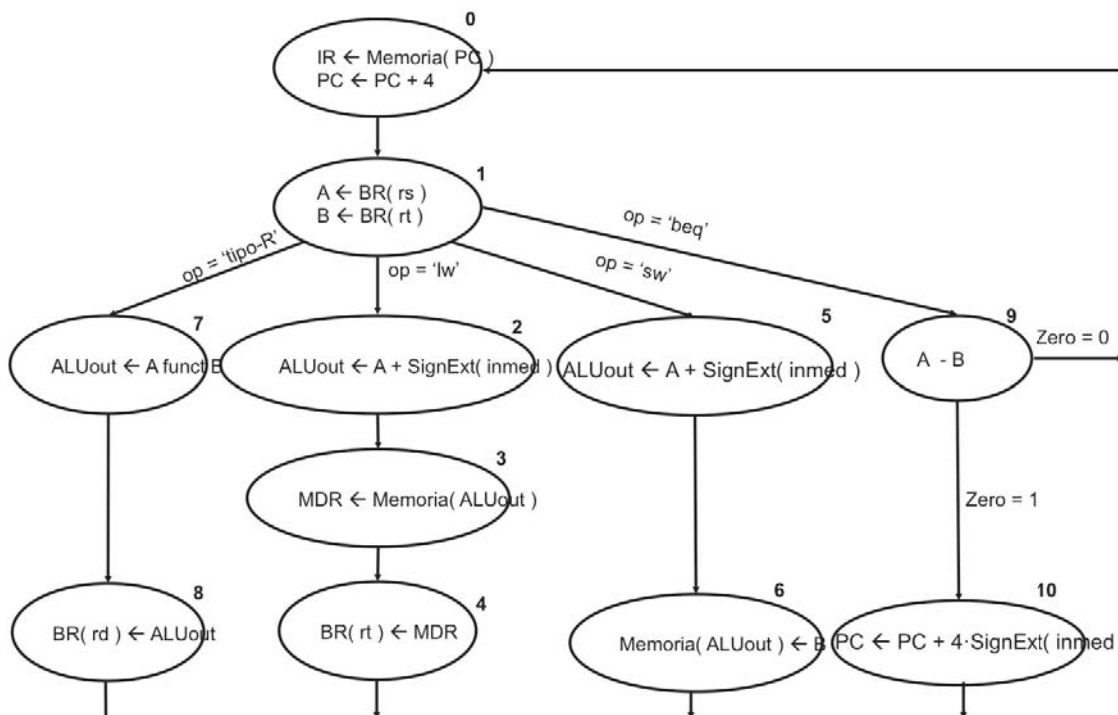 0
IR ← Memoria( PC )
PC ← PC + 4
1
A ← BR( rs )
B ← BR( rt )
op = ‘tipo-R’
op = ‘lw’
op = ‘sw’
op = ‘beq’
7
ALUout ← A funct B
2
ALUout ← A + SignExt( inmed )
5
ALUout ← A + SignExt( inmed )
9
A - B
Zero = 0
3
MDR ← Memoria( ALUout )
Zero = 1
8
BR( rd ) ← ALUout
4
BR( rt ) ← MDR
6
Memoria( ALUout ) ← B
10
PC ← PC + 4·SignExt( inmed